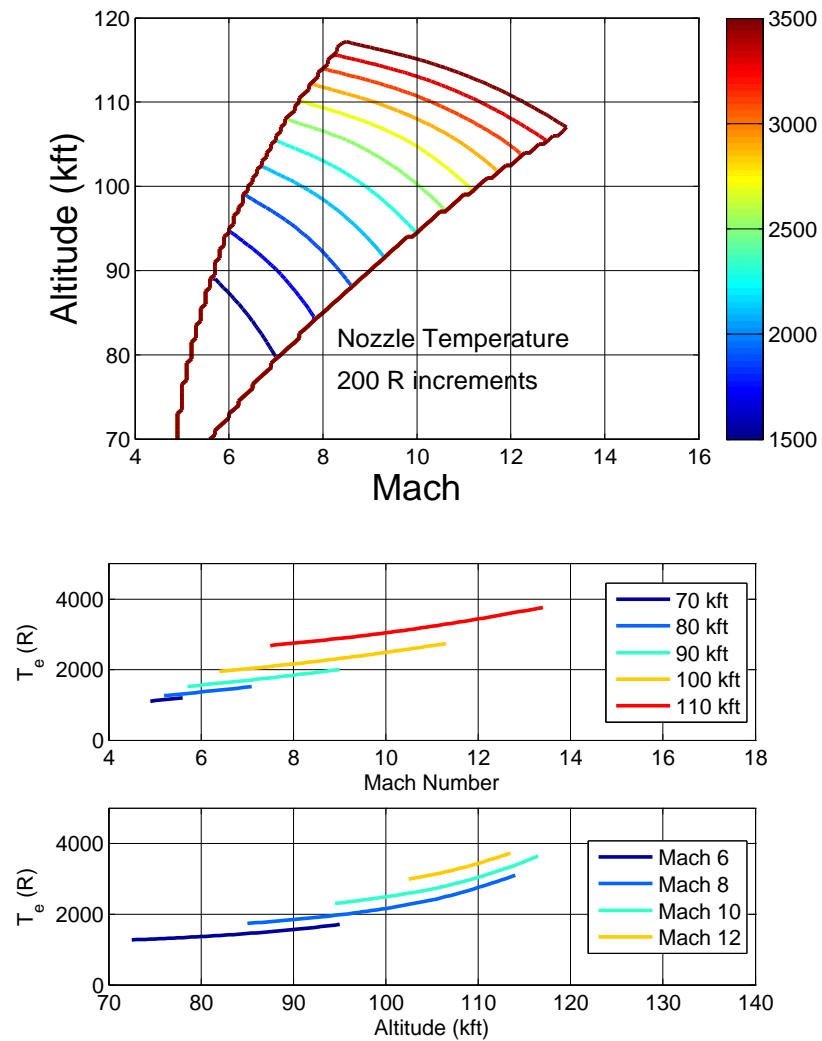 120
110
100
90
80
70
Altitude (kft)
4 6 8 10 12 14 16
Mach
Nozzle Temperature
200 R increments
3500
3000
2500
2000
1500
4000
2000
0
T_e (R)
4 6 8 10 12 14 16 18
Mach Number
70 kft
80 kft
90 kft
100 kft
110 kft
4000
2000
0
T_e (R)
70 80 90 100 110 120 130 140
Altitude (kft)
Mach 6
Mach 8
Mach 10
Mach 12